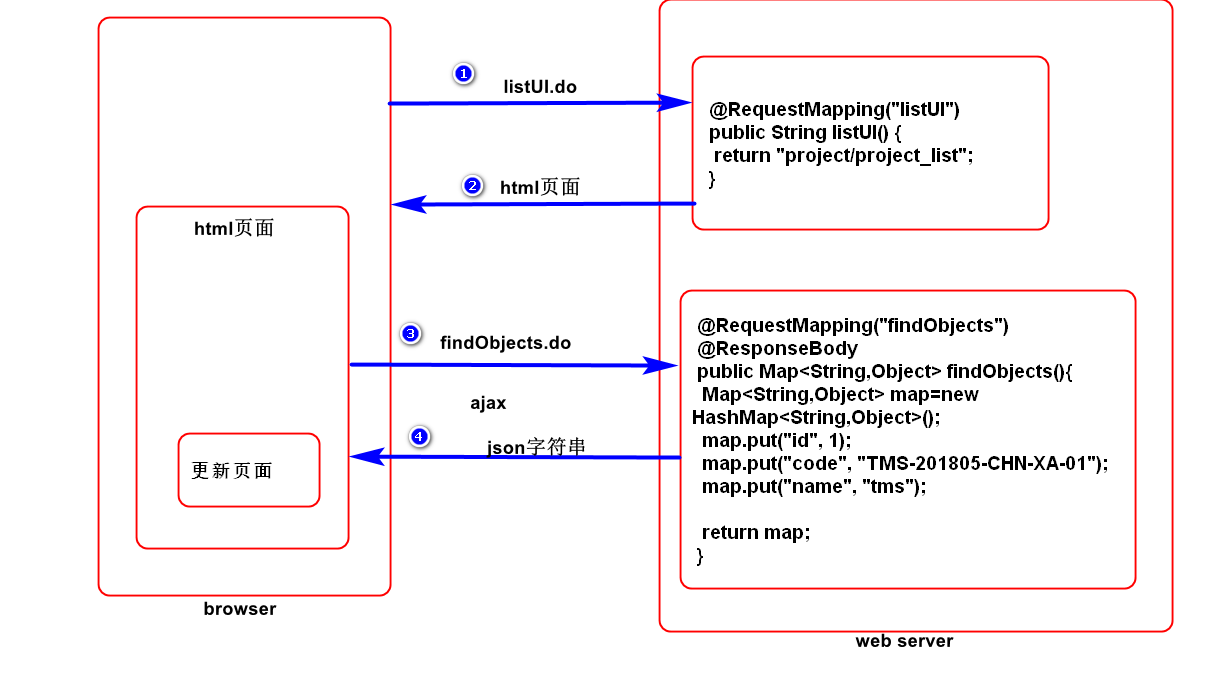 1
listUI.do
@RequestMapping("listUI")
public String listUI() {
return "project/project_list";
}
2
html页面
html页面
3
findObjects.do
ajax
4
json字符串
更新页面
@RequestMapping("findObjects")
@ResponseBody
public Map<String,Object> findObjects(){
Map<String,Object> map=new
HashMap<String,Object>();
map.put("id", 1);
map.put("code", "TMS-201805-CHN-XA-01");
map.put("name", "tms");
return map;
}
browser
web server